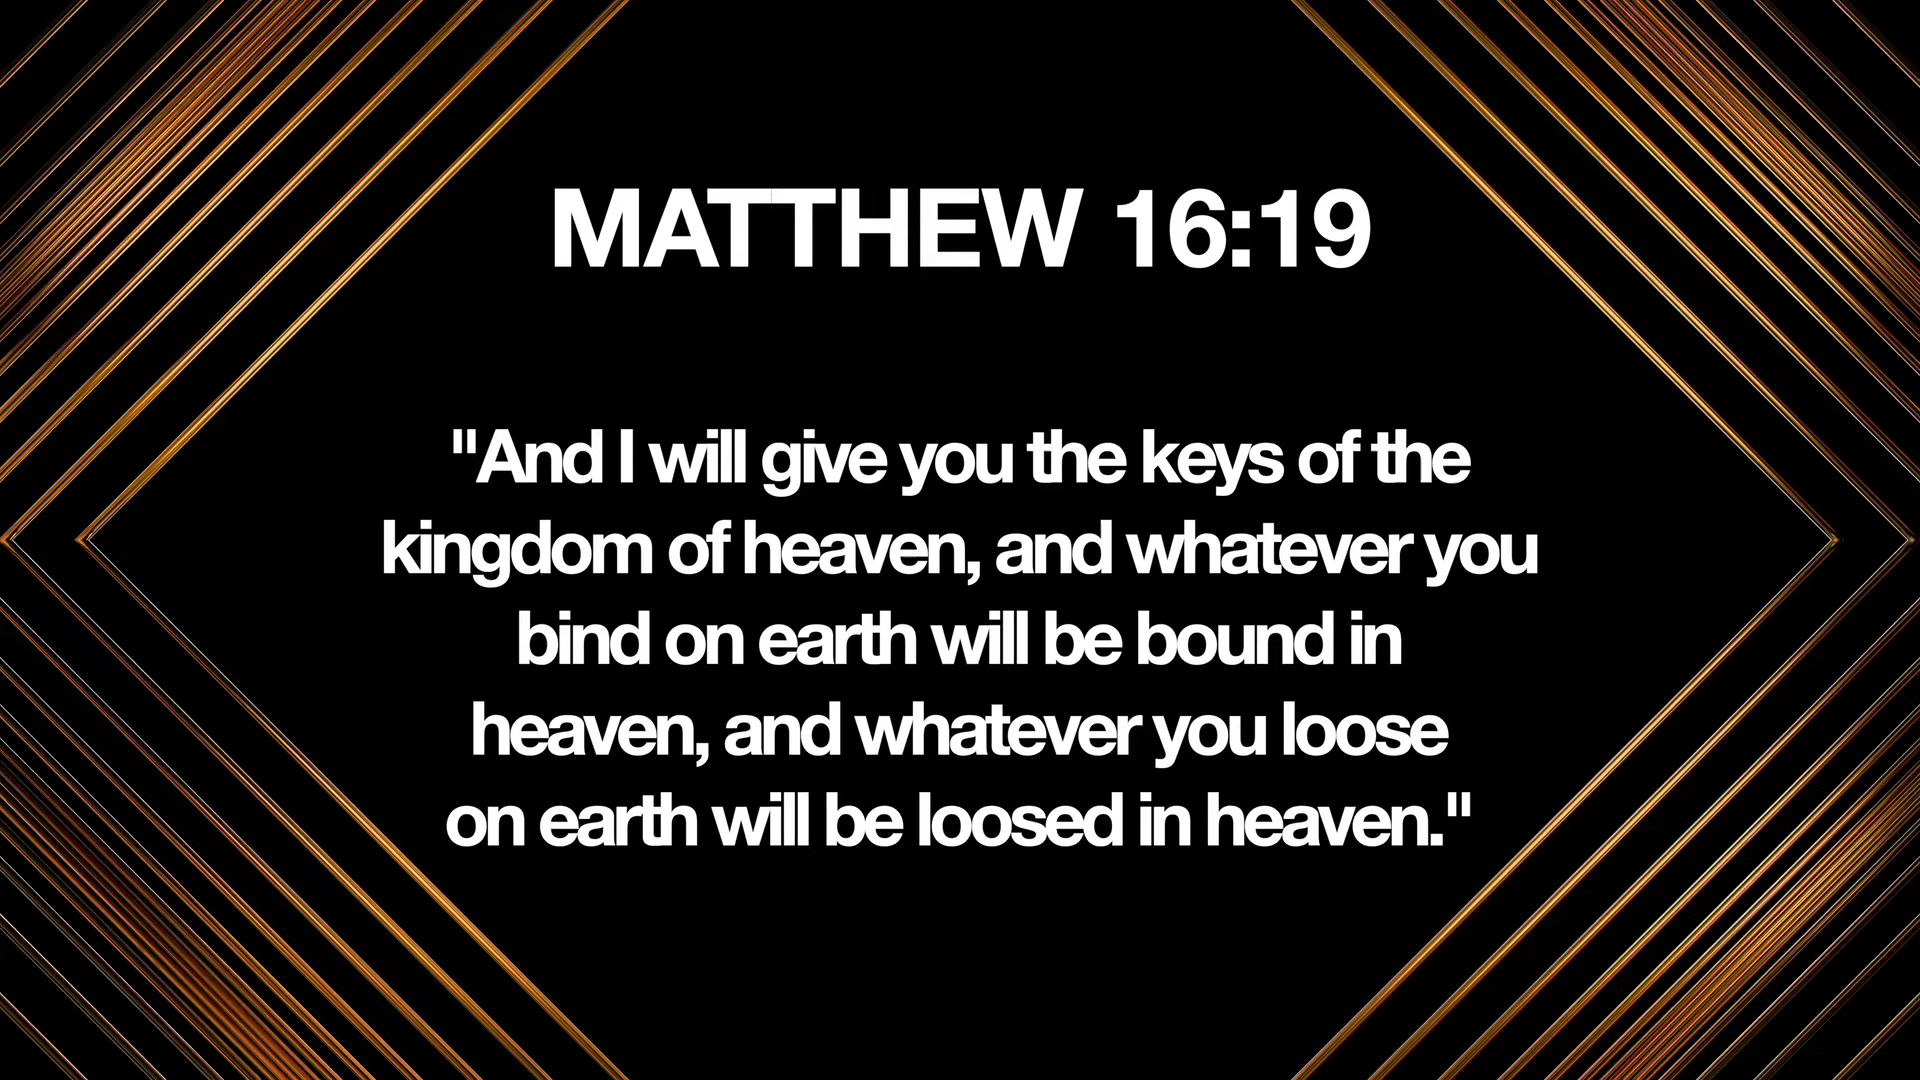 MATTHEW 16:19
"And I will give you the keys of the
kingdom of heaven, and whatever you
bind on earth will be bound in
heaven, and whatever you loose
on earth will be loosed in heaven."